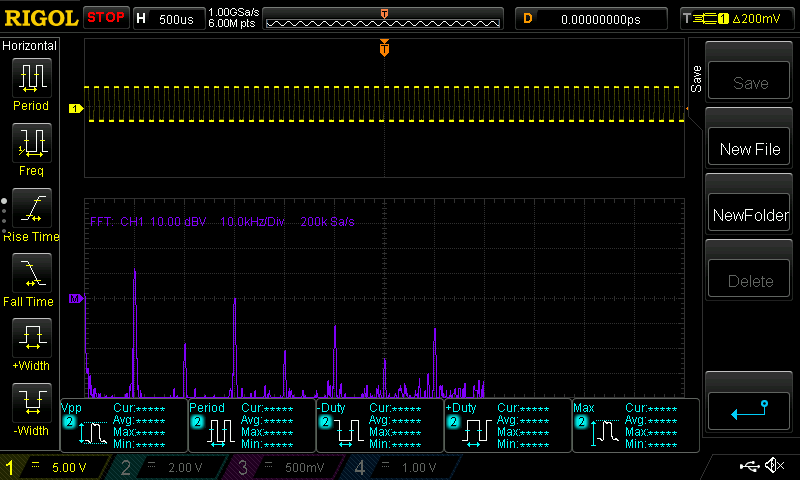 RIGOL STOP H 500us 1.00GSa/s 6.00M pts T D 0.00000000ps T 1 Δ200mV
Horizontal
Period
Freq
Rise Time
Fall Time
+Width
-Width
T
1
FFT: CH1 10.00 dBV 10.0kHz/Div 200k Sa/s
M
Save
Save
New File
NewFolder
Delete
Vpp 2 Cur:***** Avg:***** Max:***** Min:*****
Period 2 Cur:***** Avg:***** Max:***** Min:*****
-Duty 2 Cur:***** Avg:***** Max:***** Min:*****
+Duty 2 Cur:***** Avg:***** Max:***** Min:*****
Max 2 Cur:***** Avg:***** Max:***** Min:*****
1 5.00 V 2 2.00 V 3 500mV 4 1.00 V